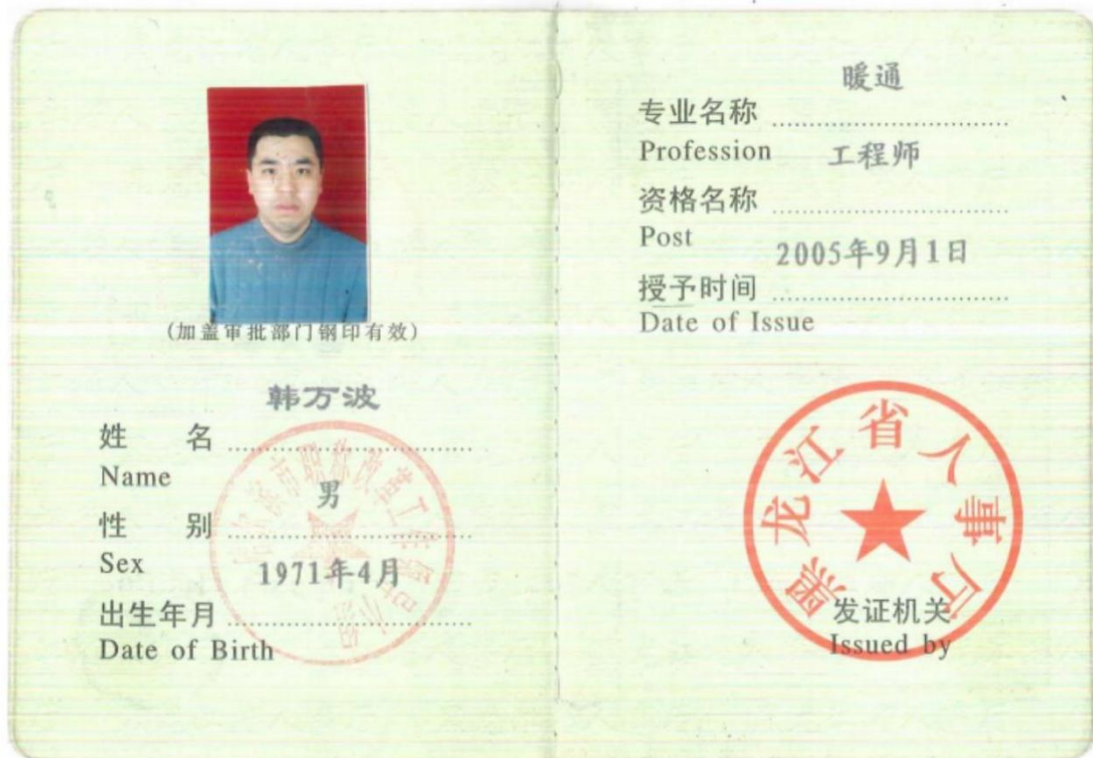 (加盖审批部门钢印有效)
韩万波
姓 名
Name
男
性 别
Sex
1971年4月
出生年月
Date of Birth
暖通
专业名称
Profession
工程师
资格名称
Post
2005年9月1日
授予时间
Date of Issue
黑龙江省人事厅
发证机关
Issued by